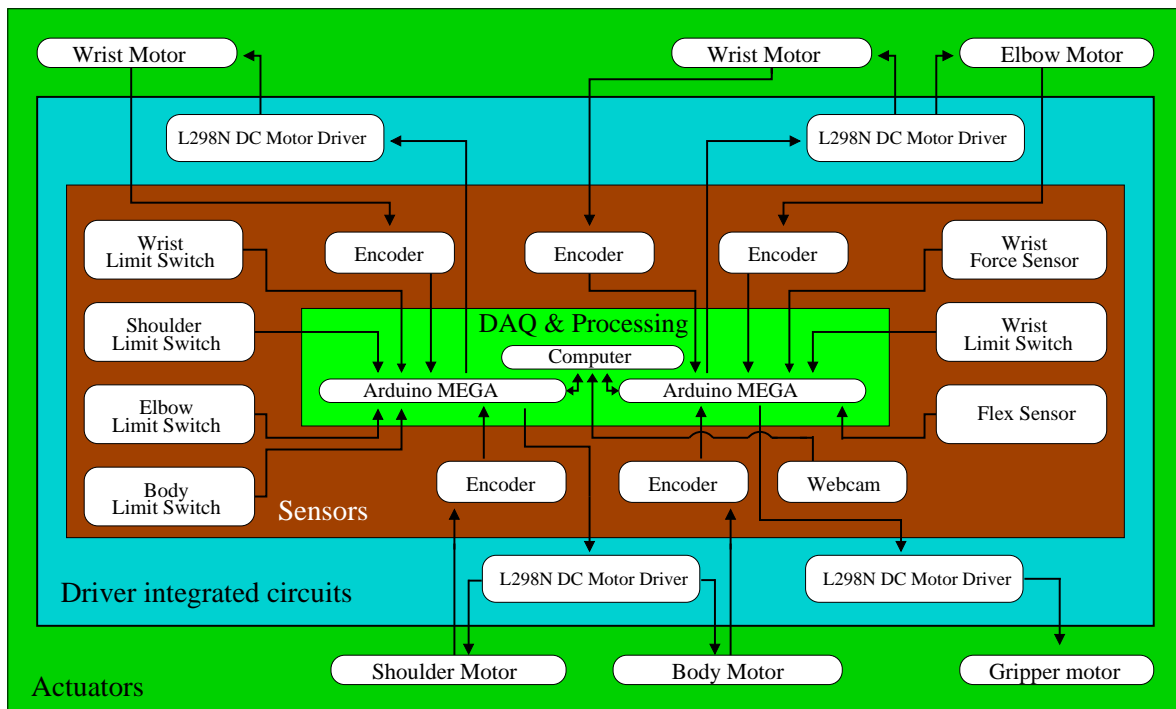 Wrist Motor
Wrist Motor
Elbow Motor
L298N DC Motor Driver
L298N DC Motor Driver
Wrist
Limit Switch
Encoder
Encoder
Encoder
Wrist
Force Sensor
Shoulder
Limit Switch
DAQ & Processing
Wrist
Limit Switch
Computer
Arduino MEGA
Arduino MEGA
Elbow
Limit Switch
Flex Sensor
Body
Limit Switch
Encoder
Encoder
Webcam
Sensors
L298N DC Motor Driver
L298N DC Motor Driver
Driver integrated circuits
Shoulder Motor
Body Motor
Gripper motor
Actuators